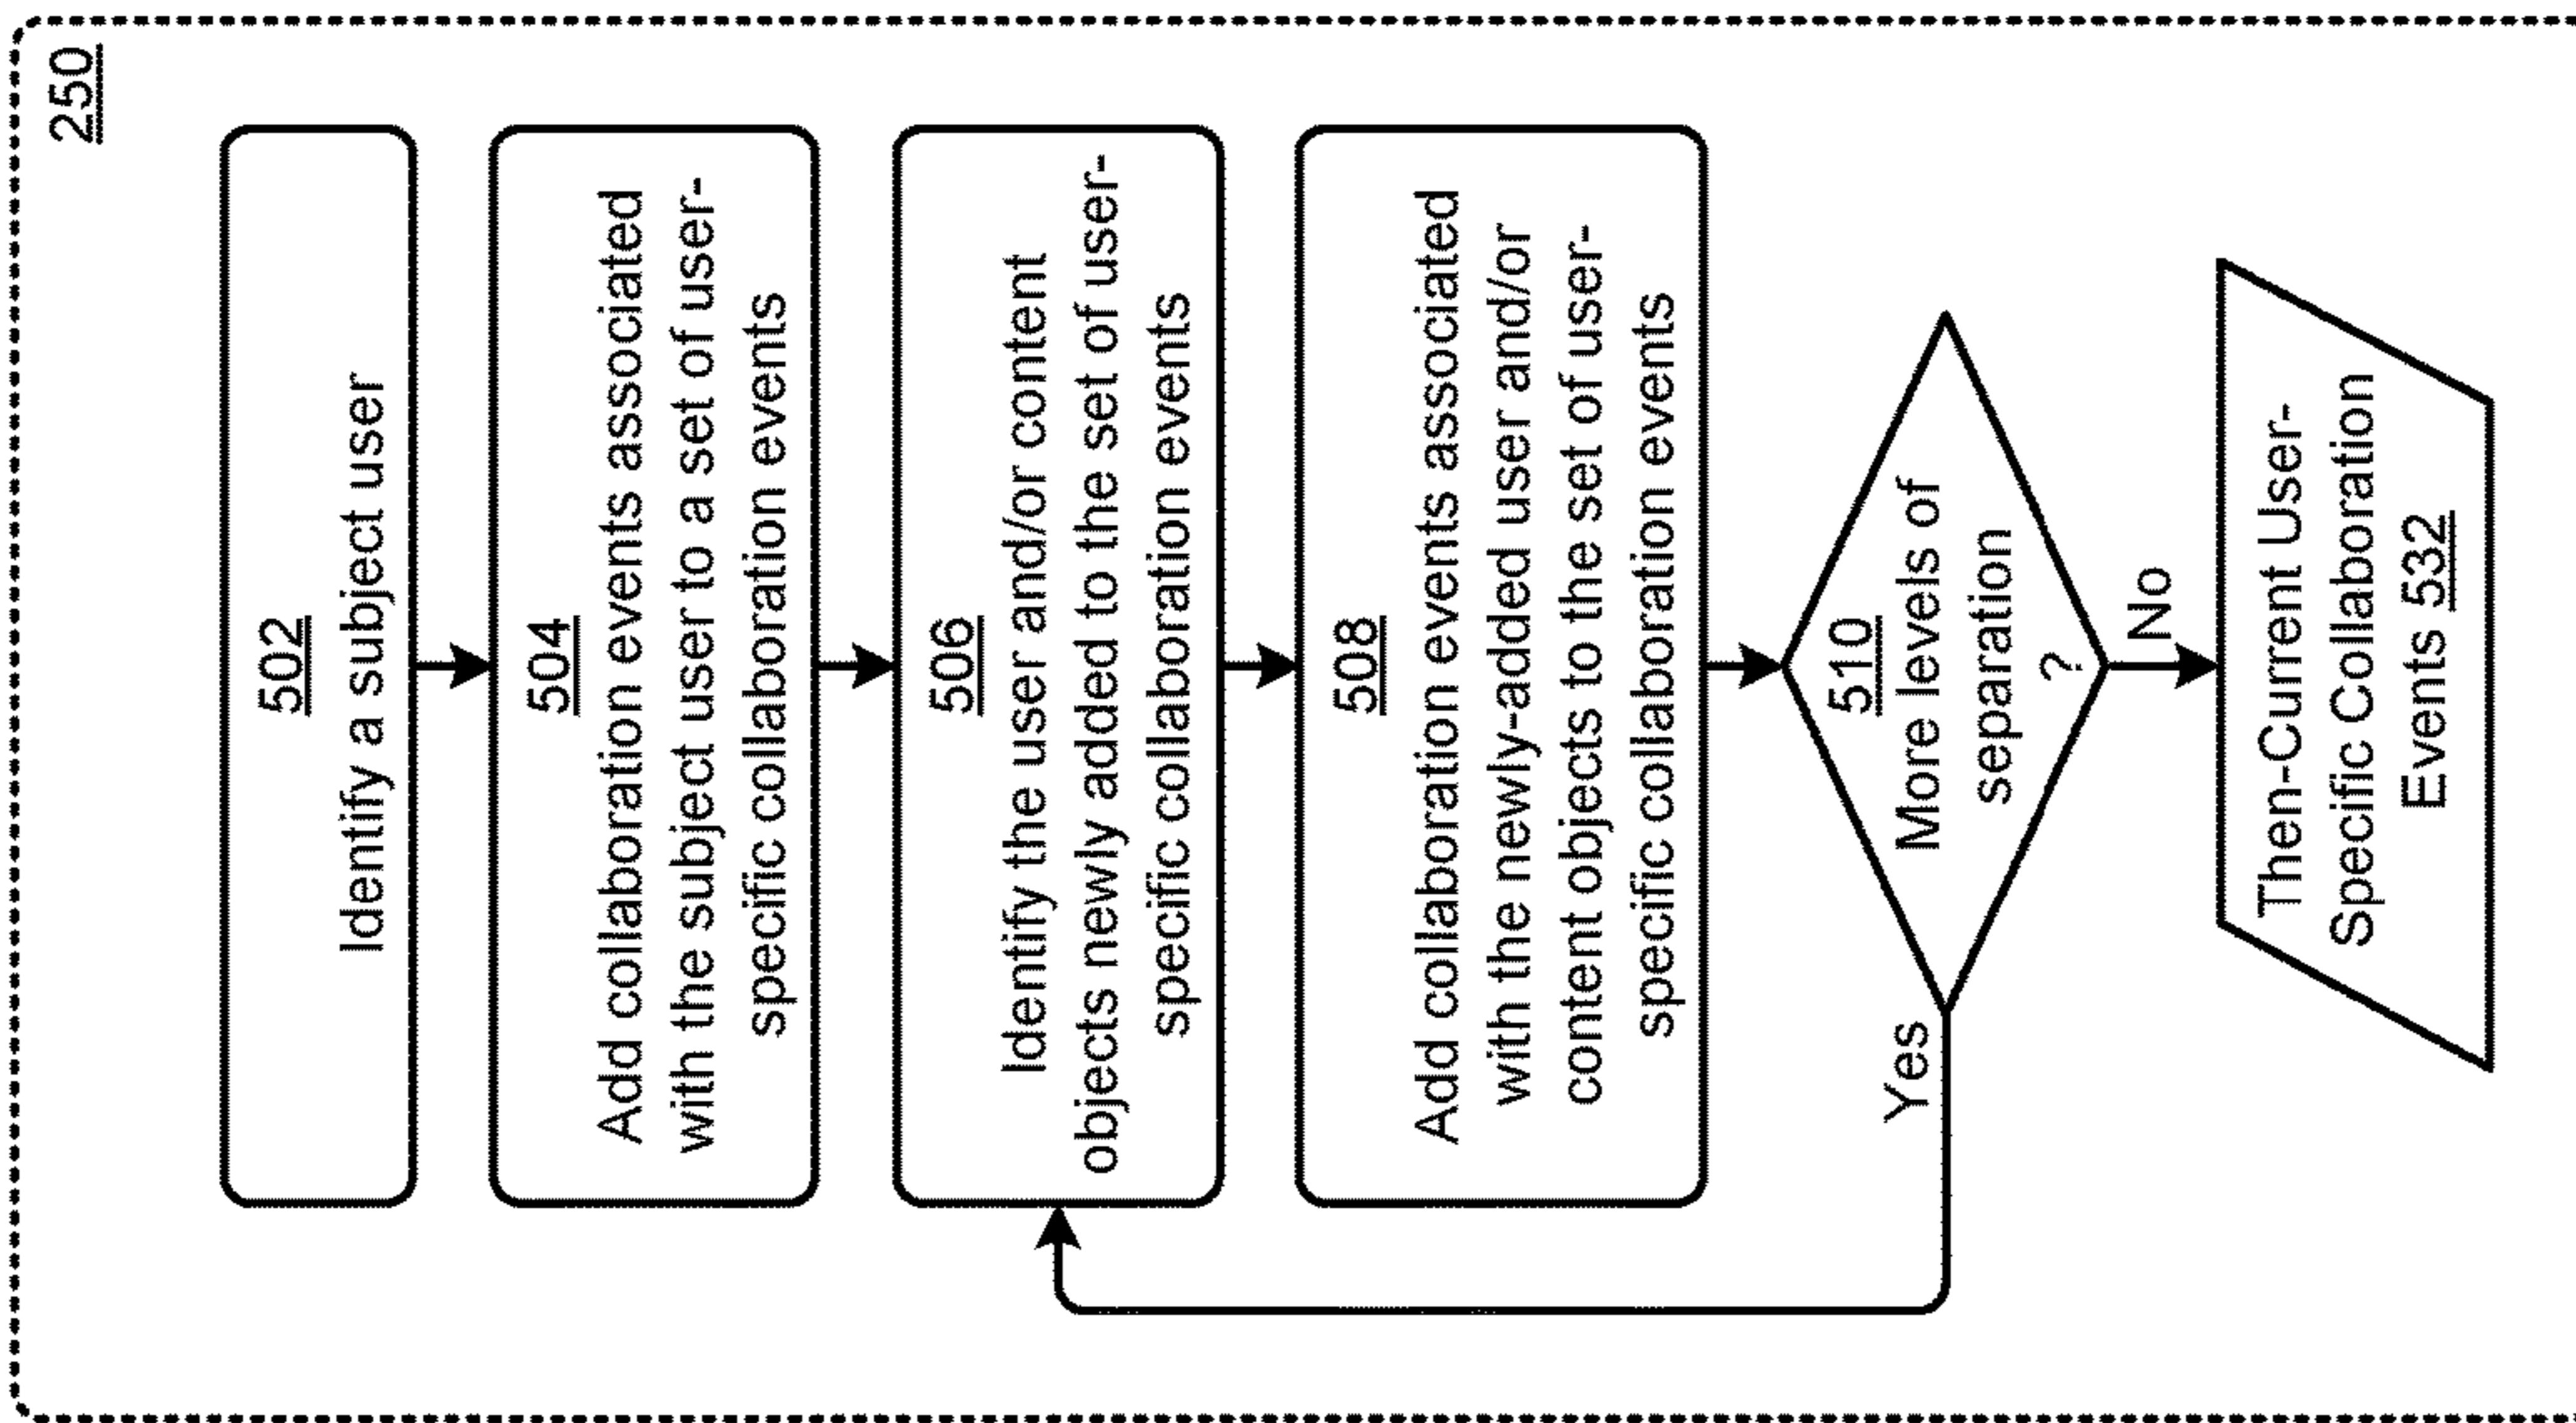 250
502
Identify a subject user
504
Add collaboration events associated
with the subject user to a set of user-
specific collaboration events
506
Identify the user and/or content
objects newly added to the set of user-
specific collaboration events
508
Add collaboration events associated
with the newly-added user and/or
content objects to the set of user-
specific collaboration events
510
More levels of
separation
?
Yes
No
Then-Current User-
Specific Collaboration
Events 532